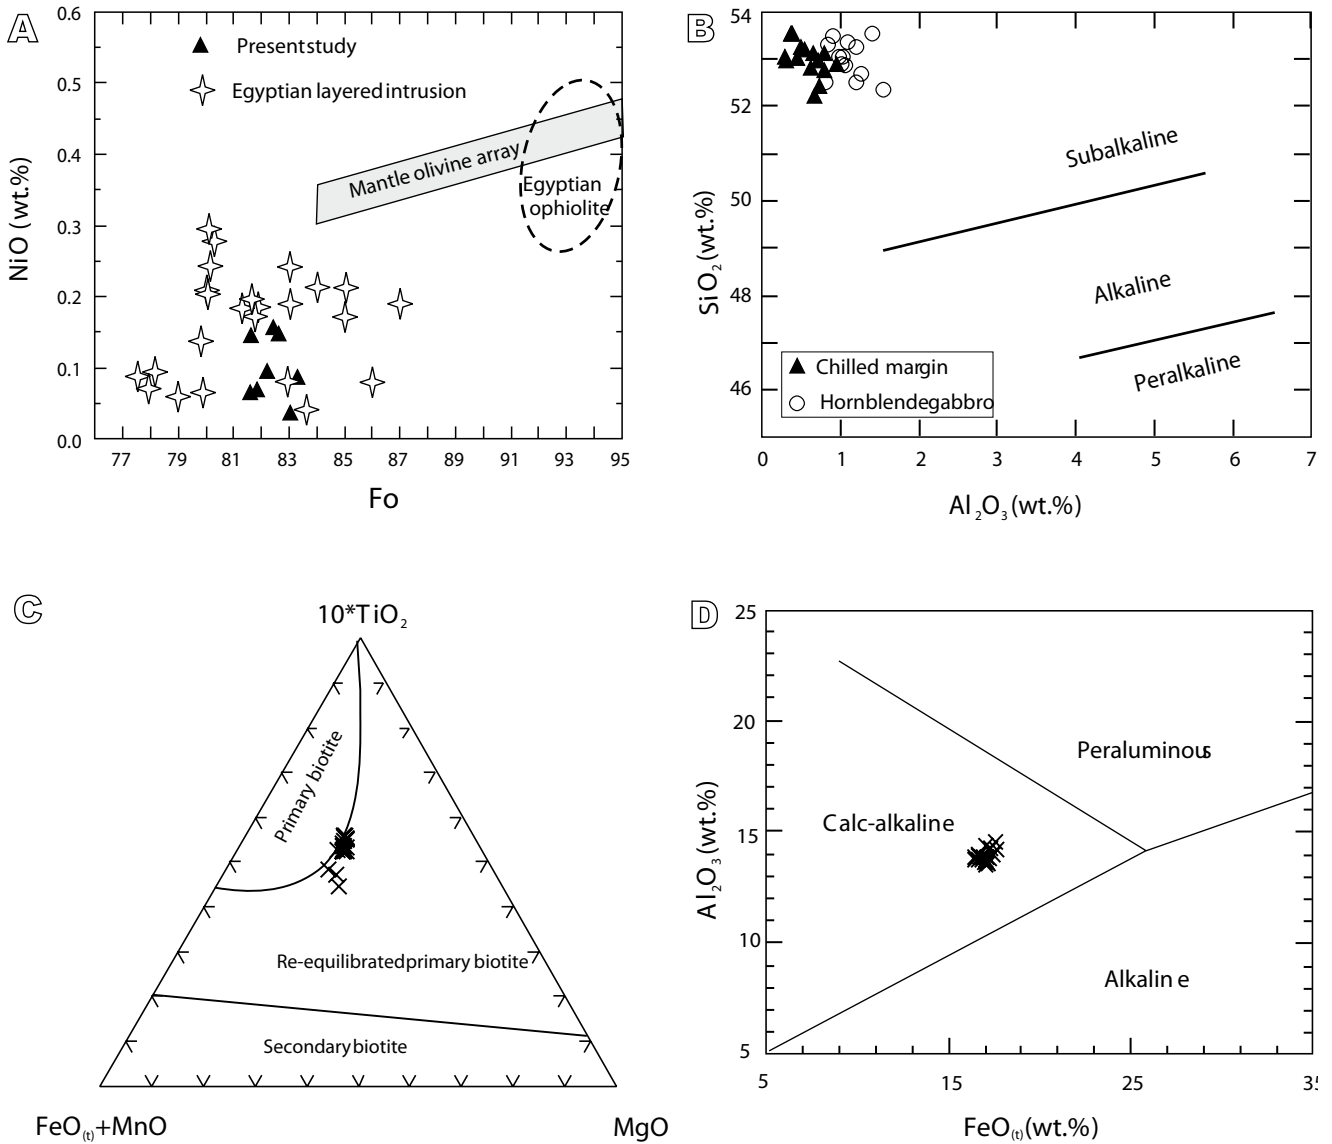 A
0.6
0.5
0.4
0.3
0.2
0.1
0.0
NiO (wt.%)
Present study
Egyptian layered intrusion
Mantle olivine array
Egyptian
ophiolite
77 79 81 83 85 87 89 91 93 95
Fo
B
54
52
50
48
46
SiO2 (wt.%)
Subalkaline
Alkaline
Peralkaline
Chilled margin
Hornblende gabbro
0 1 2 3 4 5 6 7
Al2O3 (wt.%)
C
10*TiO2
Primary biotite
Re-equilibrated primary biotite
Secondary biotite
FeO(t)+MnO
MgO
D
25
20
15
10
5
Al2O3 (wt.%)
Peraluminous
Calc-alkaline
Alkaline
5 15 25 35
FeO(t) (wt.%)